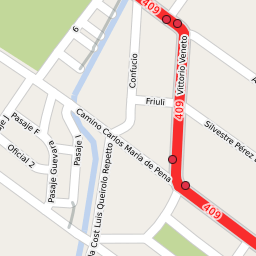 409
6
Confucio
Vittorio Veneto
Friuli
409
Pasaje F
Pasaje I
Camino Carlos María de Pena
Silvestre Pérez
Oficial 2
Pasaje Guevara
Cost Luis Queirolo Repetto
409